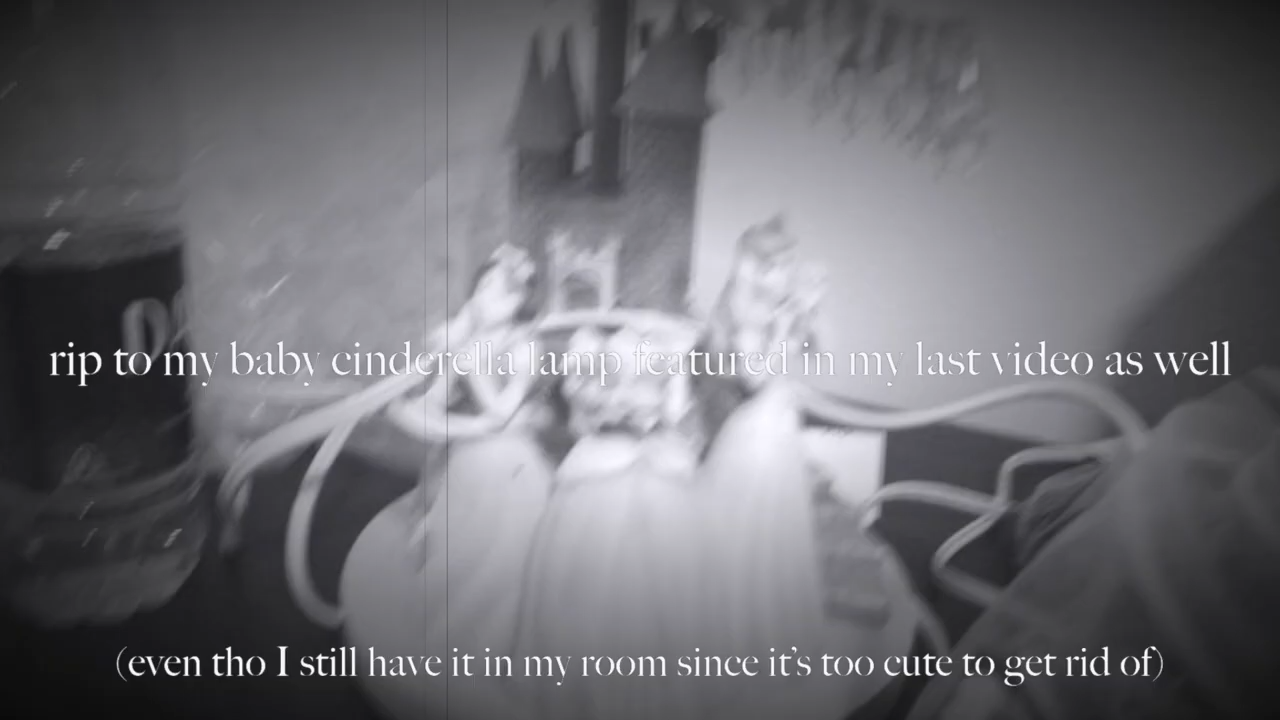 rip to my baby cinderella lamp featured in my last video as well
(even tho I still have it in my room since it's too cute to get rid of)